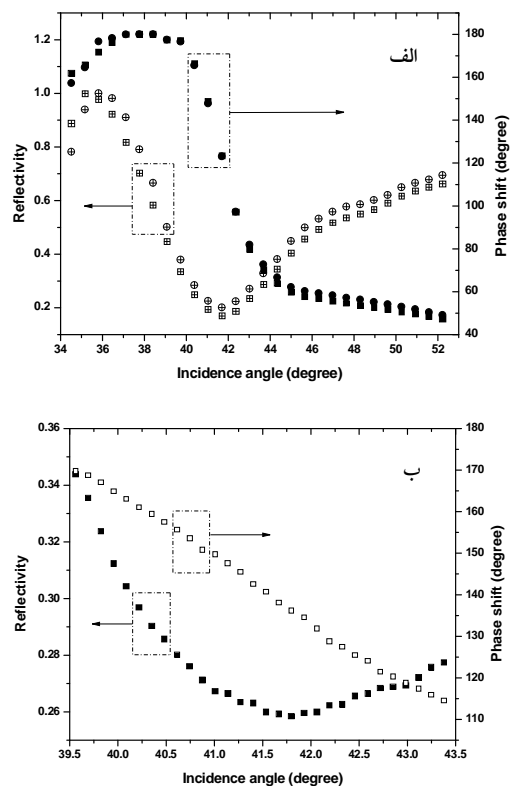 الف
1.2
1.0
0.8
0.6
0.4
0.2
Reflectivity
180
160
140
120
100
80
60
40
Phase shift (degree)
34 36 38 40 42 44 46 48 50 52
Incidence angle (degree)
ب
0.36
0.34
0.32
0.30
0.28
0.26
Reflectivity
180
170
160
150
140
130
120
110
Phase shift (degree)
39.5 40.0 40.5 41.0 41.5 42.0 42.5 43.0 43.5
Incidence angle (degree)